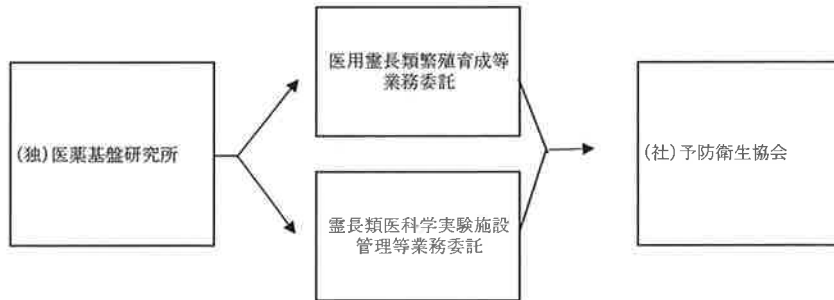 (独)医薬基盤研究所
医用霊長類繁殖育成等
業務委託
霊長類医科学実験施設
管理等業務委託
(社)予防衛生協会